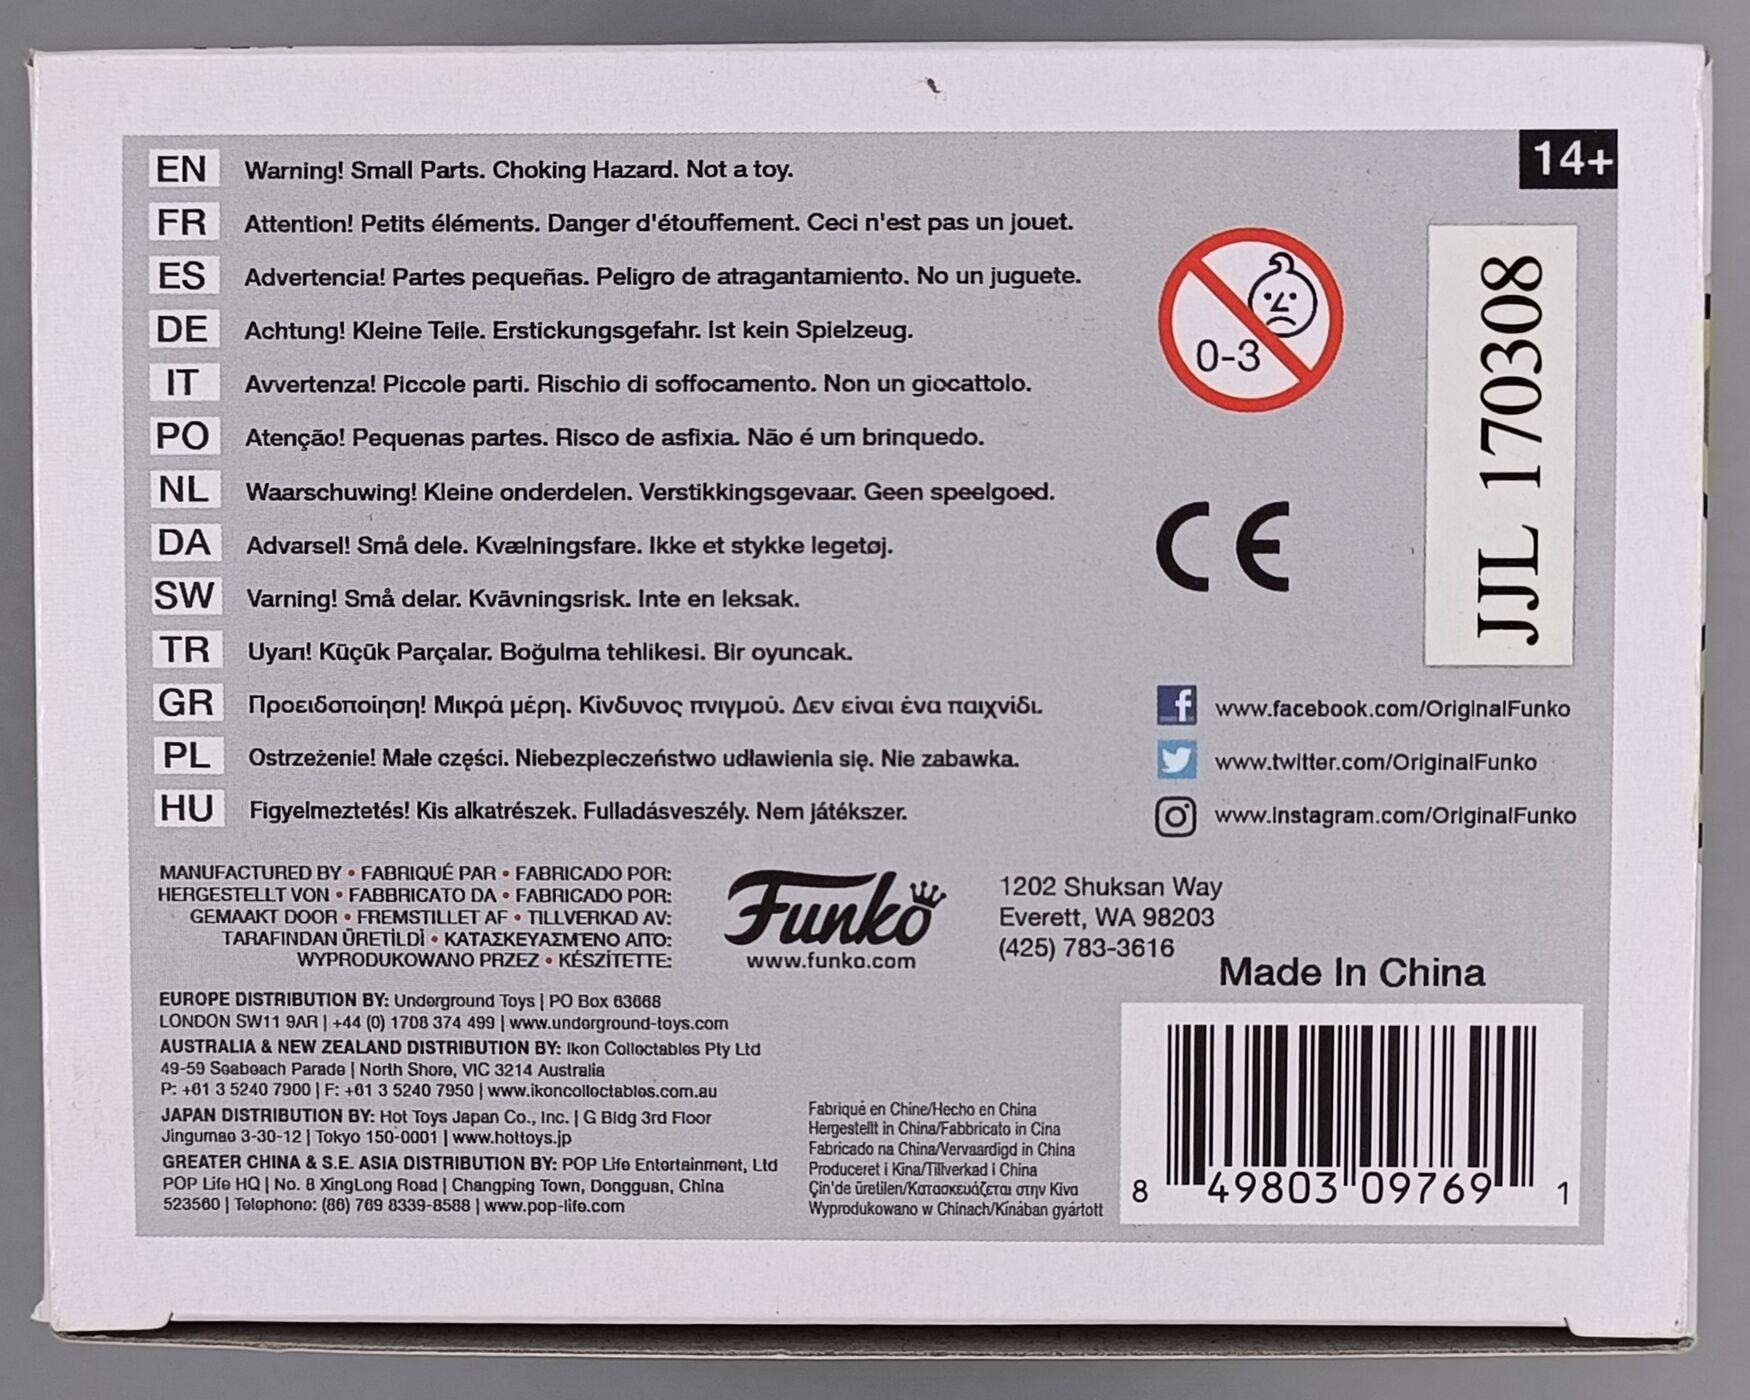 EN Warning! Small Parts. Choking Hazard. Not a toy.
FR Attention! Petits éléments. Danger d'étouffement. Ceci n'est pas un jouet.
ES Advertencia! Partes pequeñas. Peligro de atragantamiento. No un juguete.
DE Achtung! Kleine Teile. Erstickungsgefahr. Ist kein Spielzeug.
IT Avvertenza! Piccole parti. Rischio di soffocamento. Non un giocattolo.
PO Atenção! Pequenas partes. Risco de asfixia. Não é um brinquedo.
NL Waarschuwing! Kleine onderdelen. Verstikkingsgevaar. Geen speelgoed.
DA Advarsel! Små dele. Kvælningsfare. Ikke et stykke legetøj.
SW Varning! Små delar. Kvävningsrisk. Inte en leksak.
TR Uyarı! Küçük Parçalar. Boğulma tehlikesi. Bir oyuncak.
GR Προειδοποίηση! Μικρά μέρη. Κίνδυνος πνιγμού. Δεν είναι ένα παιχνίδι.
PL Ostrzeżenie! Małe części. Niebezpieczeństwo udławienia się. Nie zabawka.
HU Figyelmeztetés! Kis alkatrészek. Fulladásveszély. Nem játékszer.
14+
0-3
JJL 170308
CE
www.facebook.com/OriginalFunko
www.twitter.com/OriginalFunko
www.instagram.com/OriginalFunko
MANUFACTURED BY • FABRIQUÉ PAR • FABRICADO POR:
HERGESTELLT VON • FABBRICATO DA • FABRICADO POR:
GEMAAKT DOOR • FREMSTILLET AF • TILLVERKAD AV:
TARAFINDAN ÜRETİLDİ • ΚΑΤΑΣΚΕΥΑΣΜΈΝΟ ΑΠΌ:
WYPRODUKOWANO PRZEZ • KÉSZÍTETTE:
Funko
www.funko.com
1202 Shuksan Way
Everett, WA 98203
(425) 783-3616
Made In China
EUROPE DISTRIBUTION BY: Underground Toys | PO Box 63668
LONDON SW11 9AR | +44 (0) 1708 374 499 | www.underground-toys.com
AUSTRALIA & NEW ZEALAND DISTRIBUTION BY: Ikon Collectables Pty Ltd
49-59 Seabeach Parade | North Shore, VIC 3214 Australia
P: +61 3 5240 7900 | F: +61 3 5240 7950 | www.ikoncollectables.com.au
JAPAN DISTRIBUTION BY: Hot Toys Japan Co., Inc. | G Bldg 3rd Floor
Jingumae 3-30-12 | Tokyo 150-0001 | www.hottoys.jp
GREATER CHINA & S.E. ASIA DISTRIBUTION BY: POP Life Entertainment, Ltd
POP Life HQ | No. 8 XingLong Road | Changping Town, Dongguan, China
523560 | Telephone: (86) 769 8339-8588 | www.pop-life.com
Fabriqué en Chine/Hecho en China
Hergestellt in China/Fabbricato in Cina
Fabricado na China/Vervaardigd in China
Produceret i Kina/Tillverkad i China
Çin'de üretilen/Κατασκευάζεται στην Κίνα
Wyprodukowano w Chinach/Kínában gyártott
8 49803 09769 1